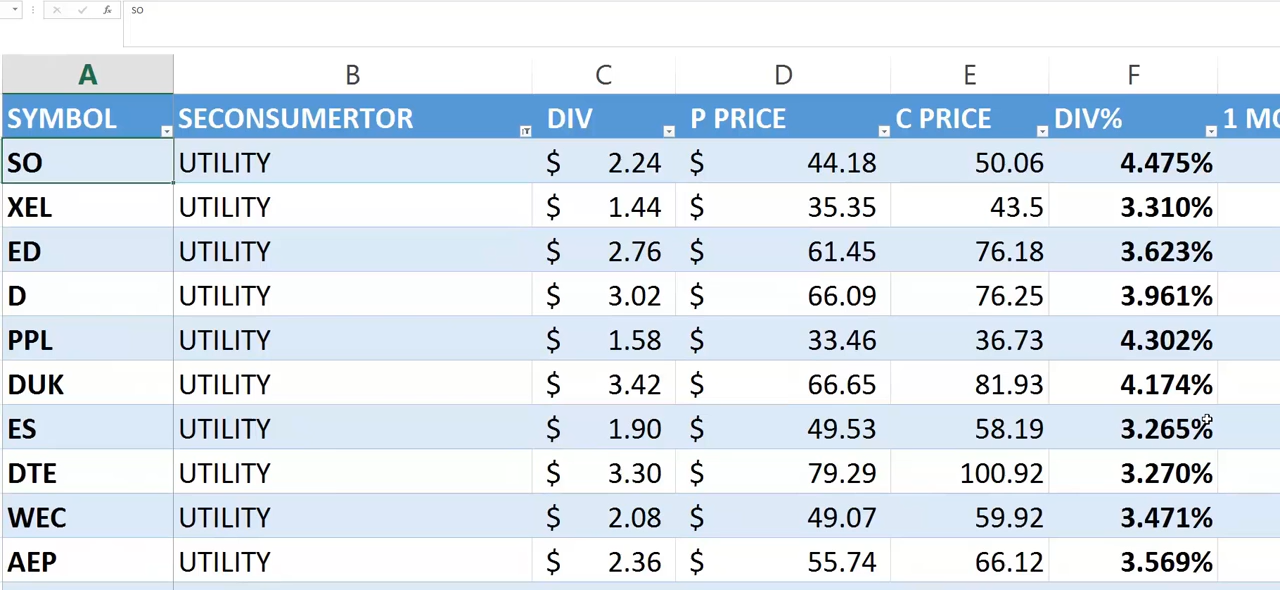 SO
A B C D E F
SYMBOL SECONSUMERTOR DIV P PRICE C PRICE DIV% 1 MO
SO UTILITY $ 2.24 $ 44.18 50.06 4.475%
XEL UTILITY $ 1.44 $ 35.35 43.5 3.310%
ED UTILITY $ 2.76 $ 61.45 76.18 3.623%
D UTILITY $ 3.02 $ 66.09 76.25 3.961%
PPL UTILITY $ 1.58 $ 33.46 36.73 4.302%
DUK UTILITY $ 3.42 $ 66.65 81.93 4.174%
ES UTILITY $ 1.90 $ 49.53 58.19 3.265%
DTE UTILITY $ 3.30 $ 79.29 100.92 3.270%
WEC UTILITY $ 2.08 $ 49.07 59.92 3.471%
AEP UTILITY $ 2.36 $ 55.74 66.12 3.569%